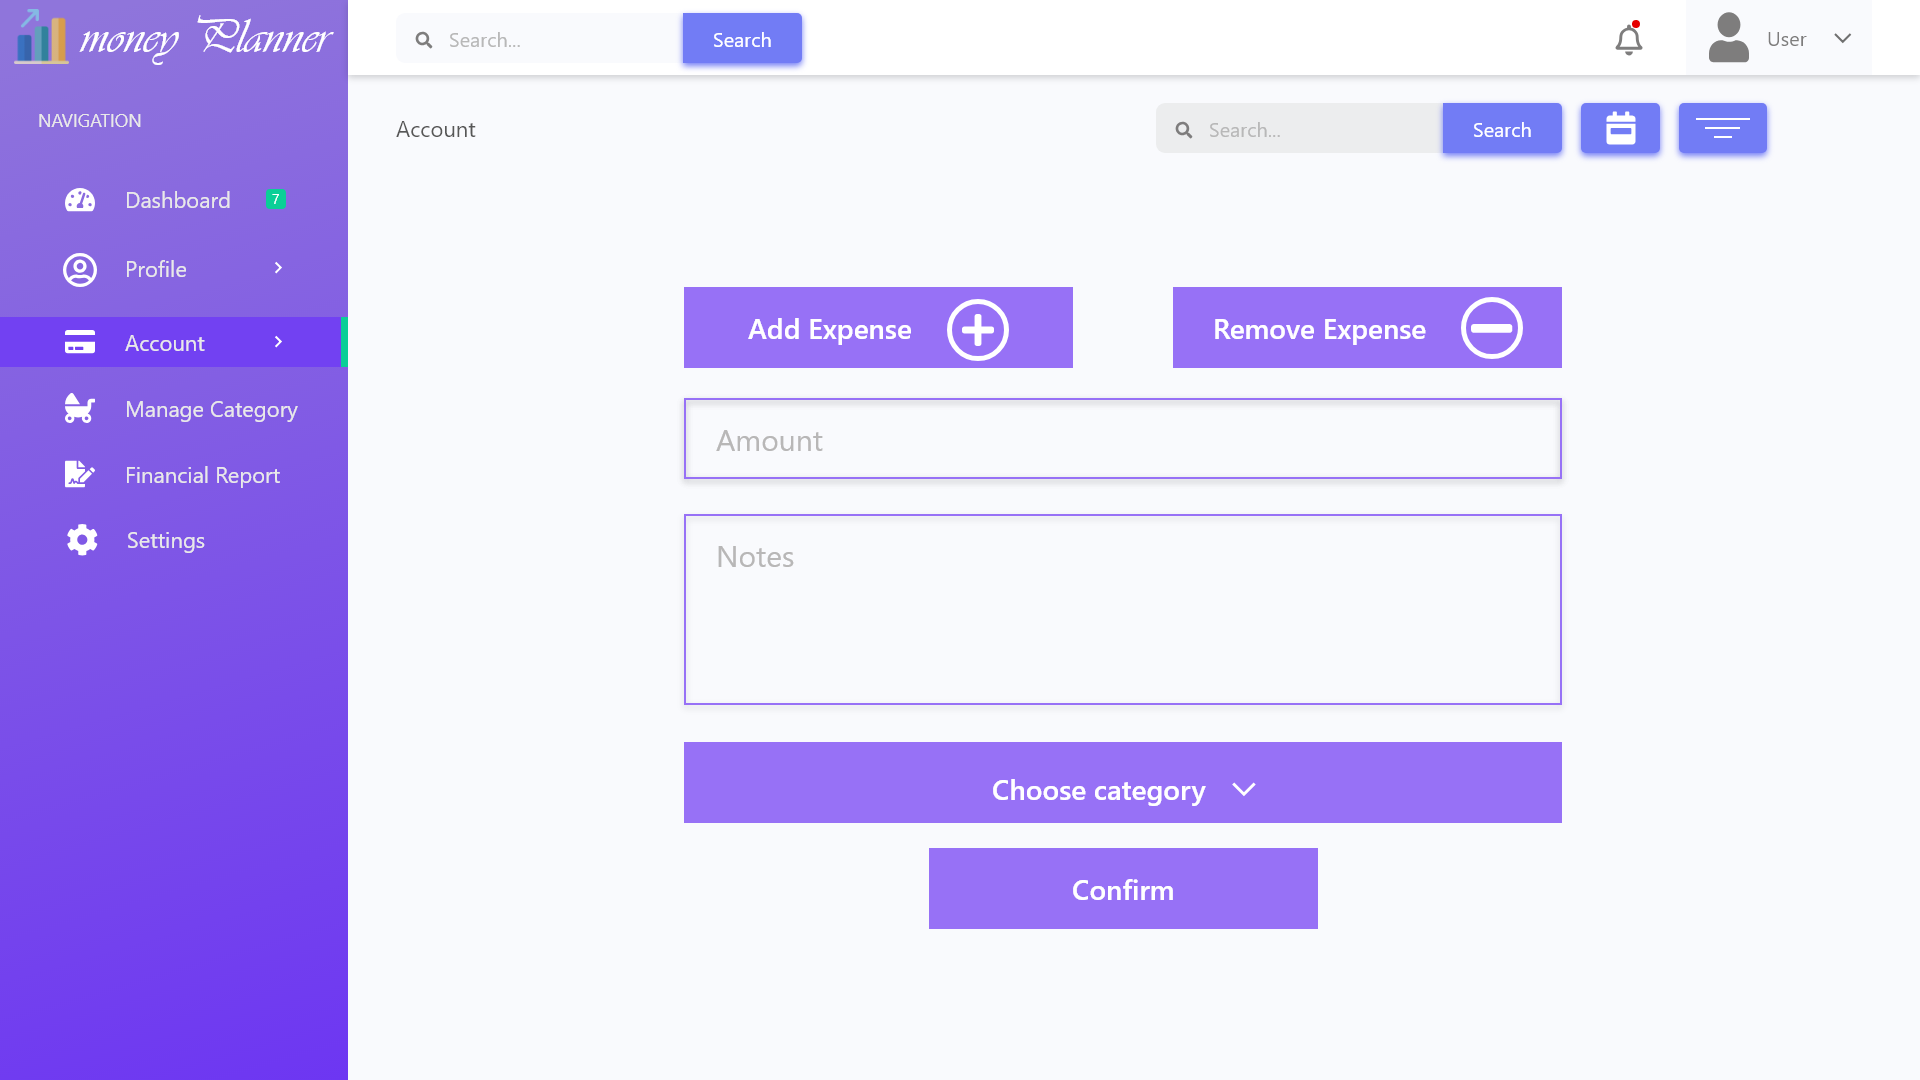 money Planner
Search...
Search
User
NAVIGATION
Dashboard
7
Profile
Account
Manage Category
Financial Report
Settings
Account
Search...
Search
Add Expense
Remove Expense
Amount
Notes
Choose category
Confirm